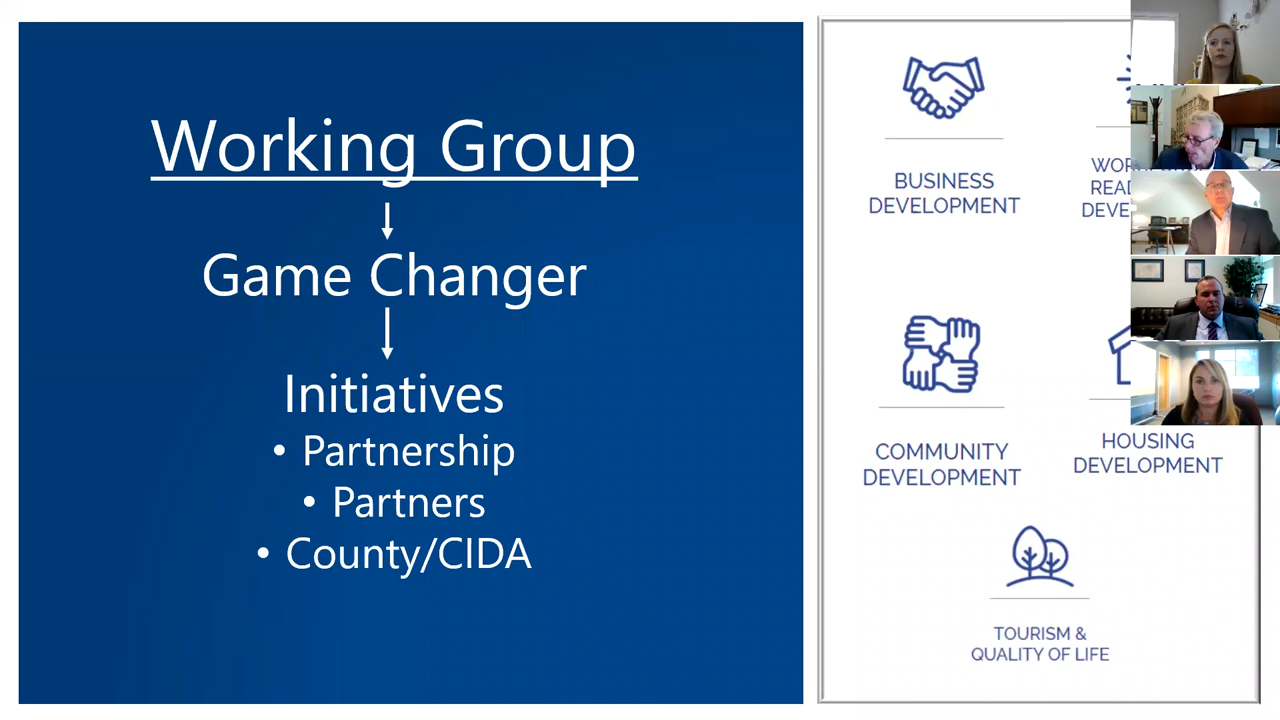 Working Group
Game Changer
Initiatives
• Partnership
• Partners
• County/CIDA
BUSINESS
DEVELOPMENT
COMMUNITY
DEVELOPMENT
HOUSING
DEVELOPMENT
TOURISM &
QUALITY OF LIFE